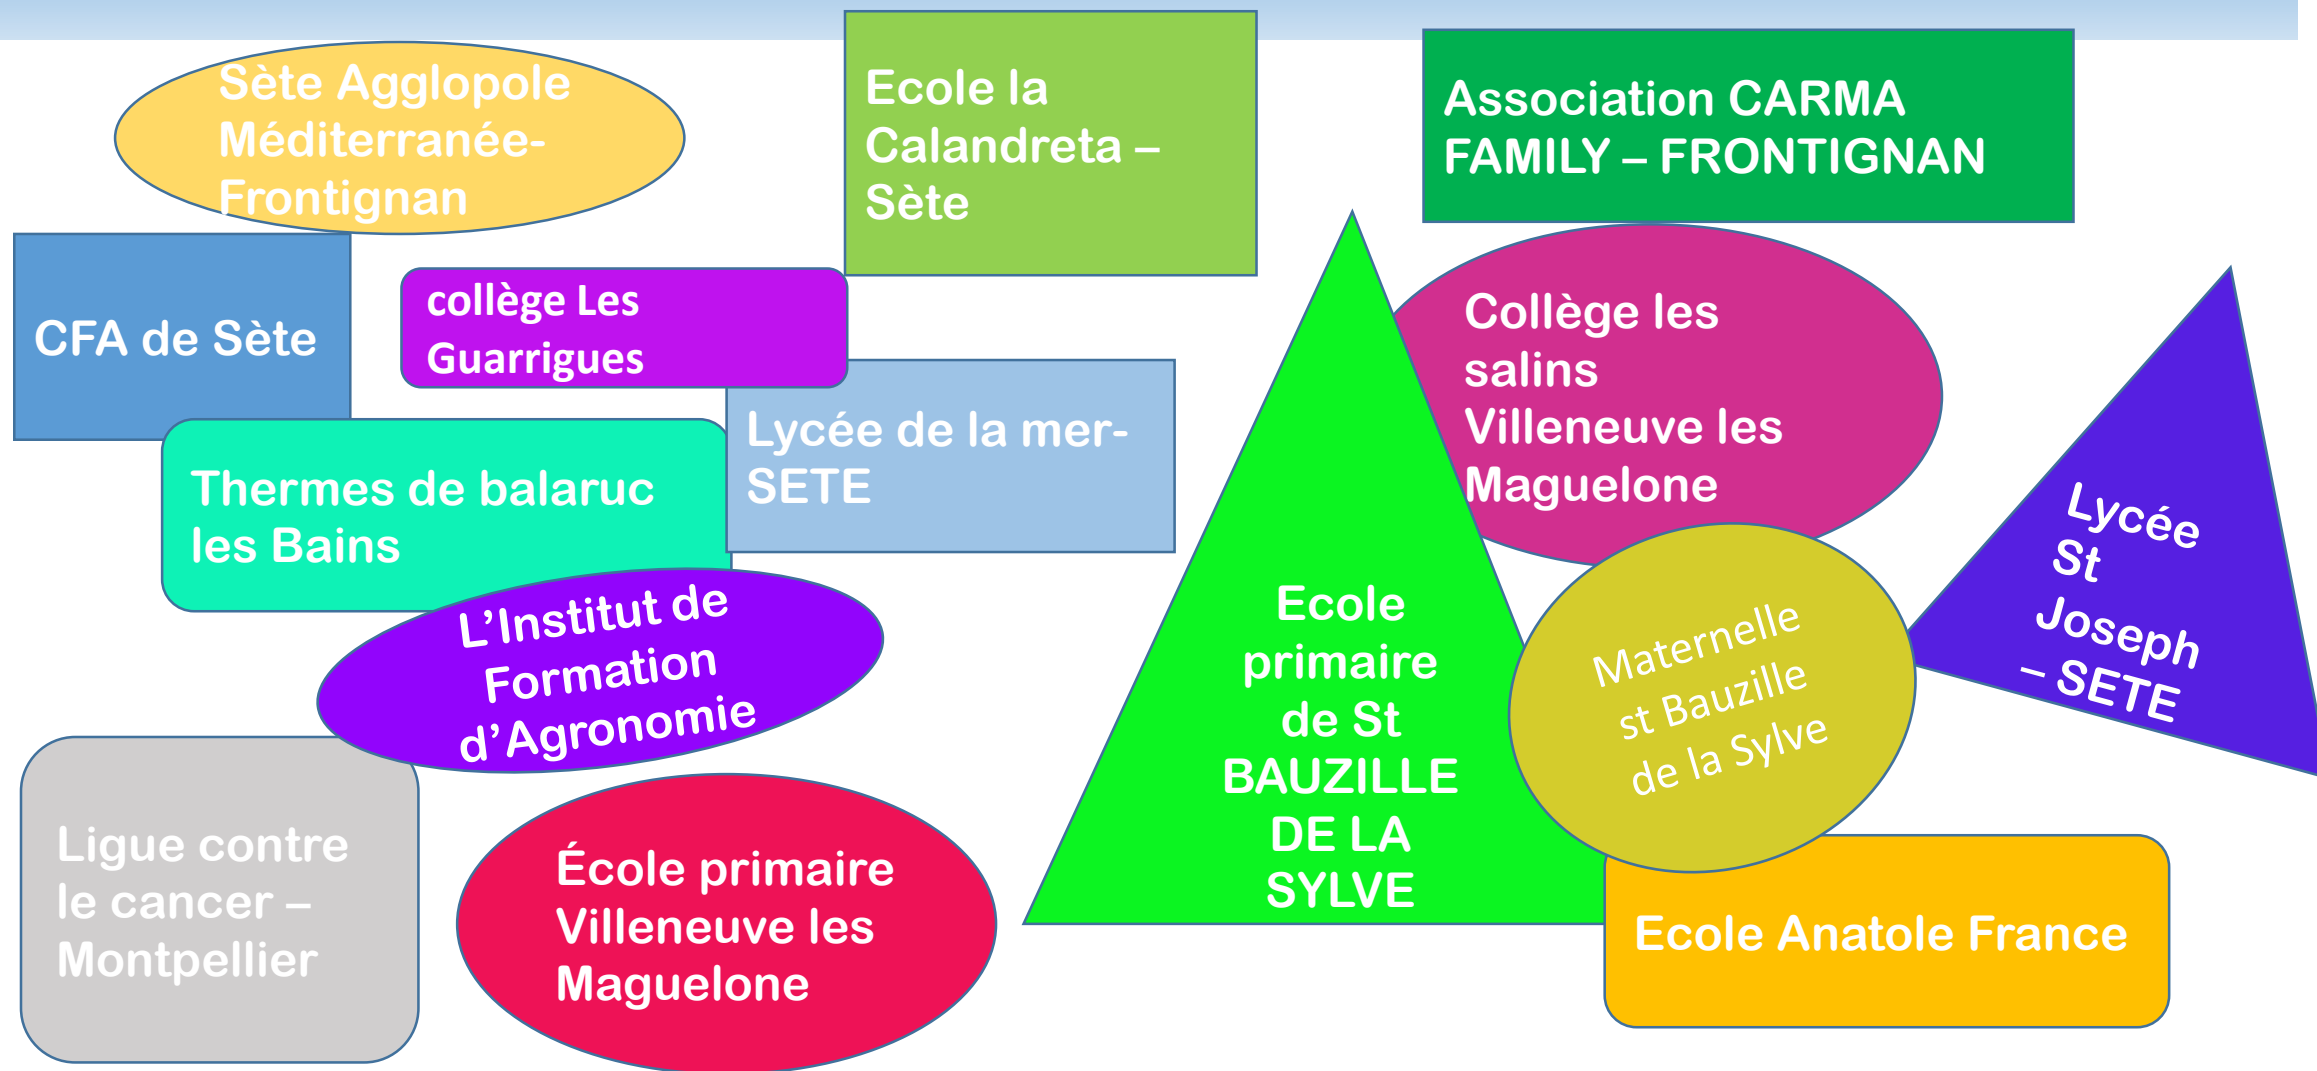 Sète Agglopole
Méditerranée-
Frontignan
Ecole la
Calandreta –
Sète
Association CARMA
FAMILY – FRONTIGNAN
CFA de Sète
collège Les
Guarrigues
Collège les
salins
Villeneuve les
Maguelone
Lycée de la mer-
SETE
Thermes de balaruc
les Bains
Lycée
St
Joseph
– SETE
L’Institut de
Formation
d’Agronomie
Ecole
primaire
de St
BAUZILLE
DE LA
SYLVE
Maternelle
st Bauzille
de la Sylve
Ligue contre
le cancer –
Montpellier
École primaire
Villeneuve les
Maguelone
Ecole Anatole France